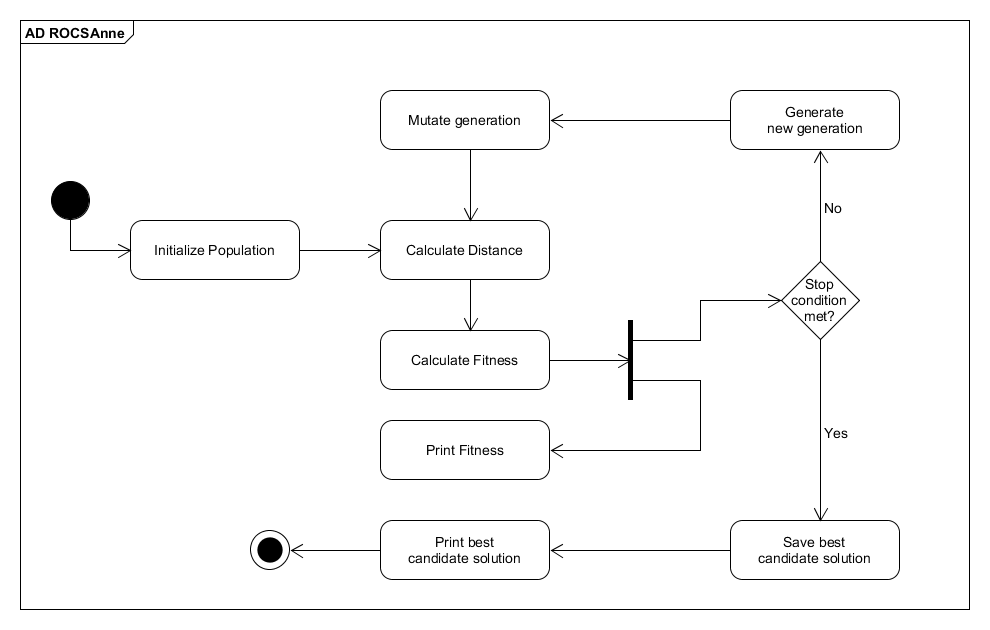 AD ROCSAnne
Mutate generation
Generate
new generation
No
Initialize Population
Calculate Distance
Stop
condition
met?
Calculate Fitness
Yes
Print Fitness
Print best
candidate solution
Save best
candidate solution